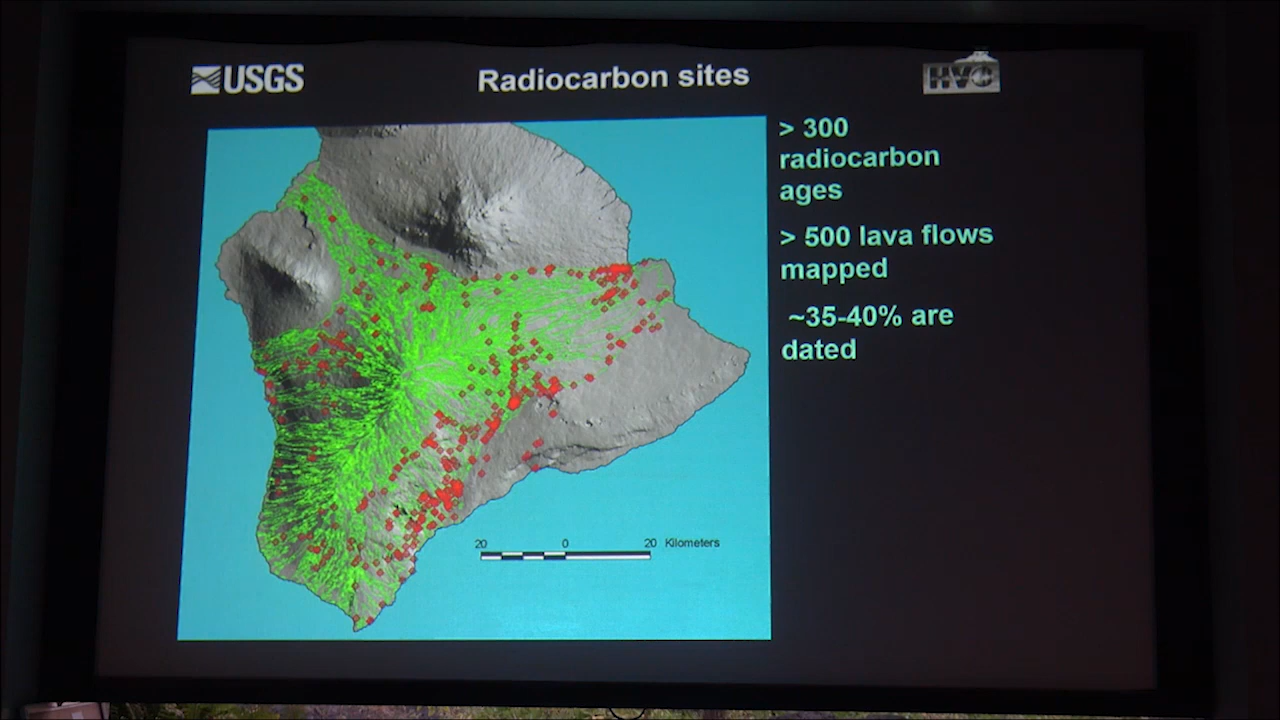 USGS
Radiocarbon sites
HVO
> 300
radiocarbon
ages
> 500 lava flows
mapped
~35-40% are
dated
20 0 20 Kilometers